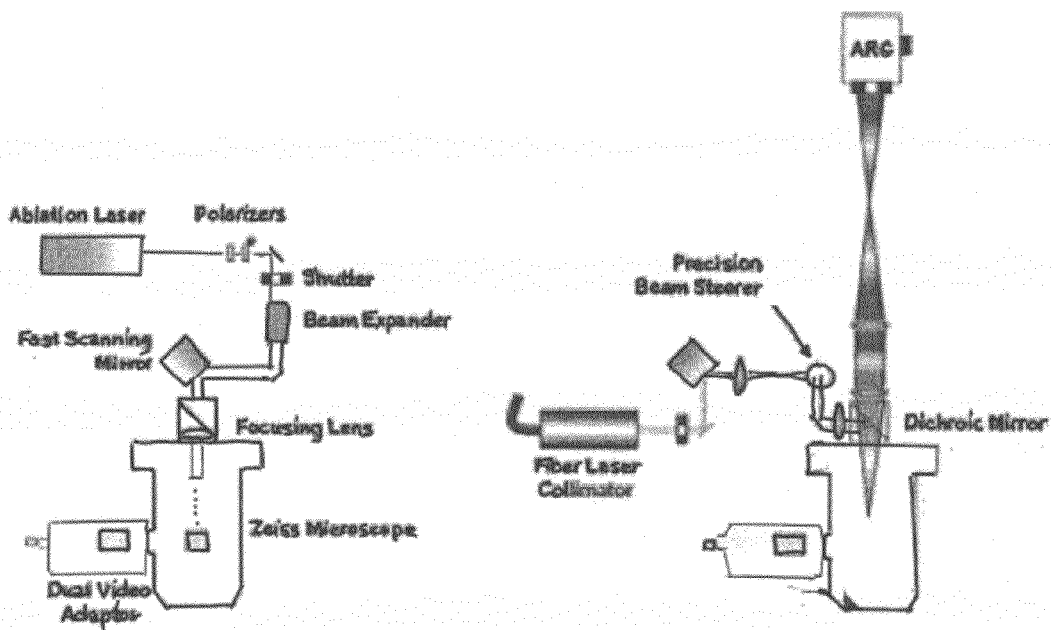 ARC
Ablation Laser
Polarizers
Shutter
Beam Expander
Fast Scanning
Mirror
Focusing Lens
Zeiss Microscope
Dual Video
Adaptor
Precision
Beam Steerer
Dichroic Mirror
Fiber Laser
Collimator